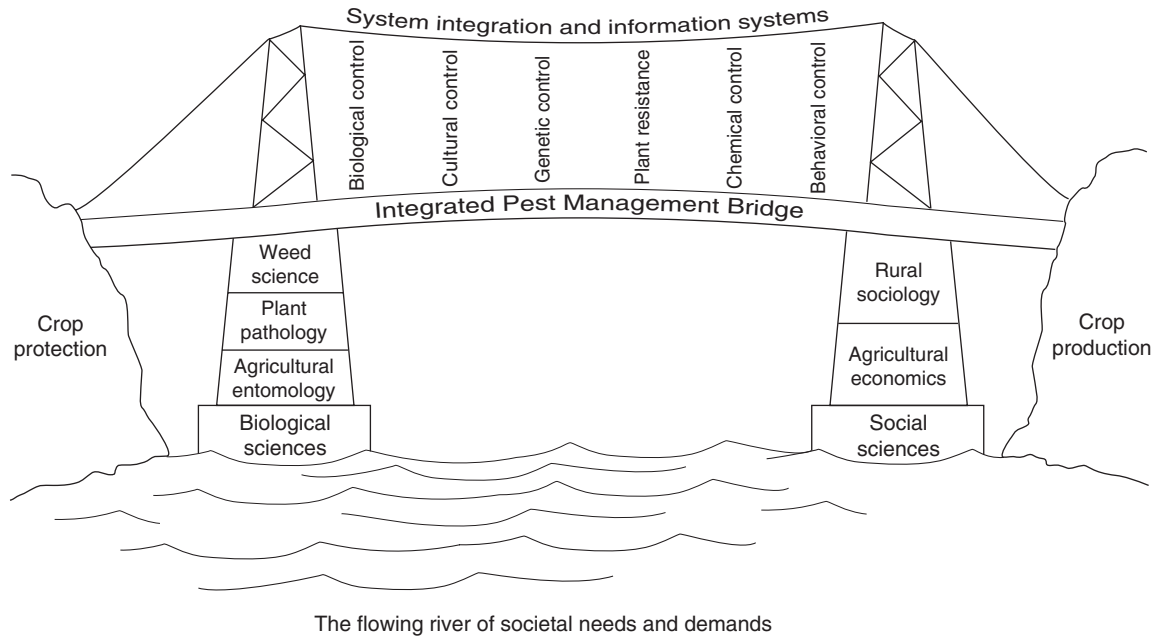 System integration and information systems
Biological control
Cultural control
Genetic control
Plant resistance
Chemical control
Behavioral control
Integrated Pest Management Bridge
Weed
science
Plant
pathology
Agricultural
entomology
Biological
sciences
Rural
sociology
Agricultural
economics
Social
sciences
Crop
protection
Crop
production
The flowing river of societal needs and demands